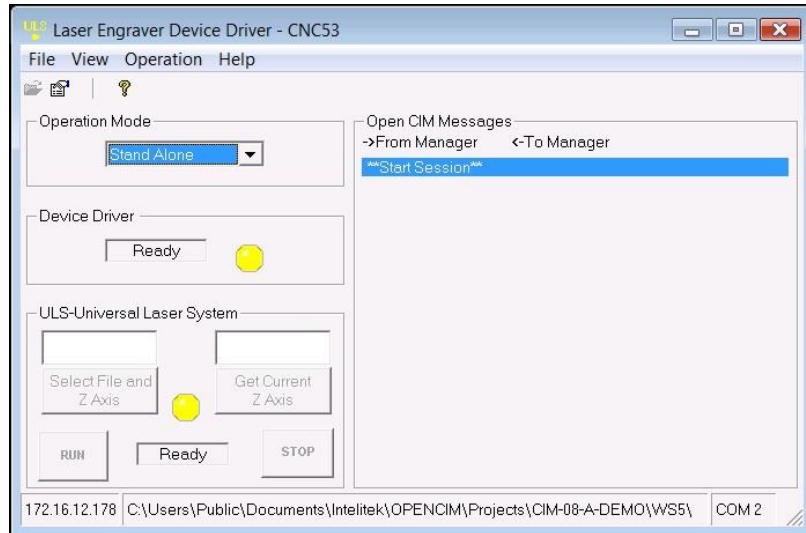 ULS Laser Engraver Device Driver - CNC53
File View Operation Help
Operation Mode
Stand Alone
Device Driver
Ready
ULS-Universal Laser System
Select File and
Z Axis
Get Current
Z Axis
RUN
Ready
STOP
Open CIM Messages
->From Manager <-To Manager
**Start Session**
172.16.12.178 C:\Users\Public\Documents\Intelitek\OPENCIM\Projects\CIM-08-A-DEMO\WS5\ COM 2